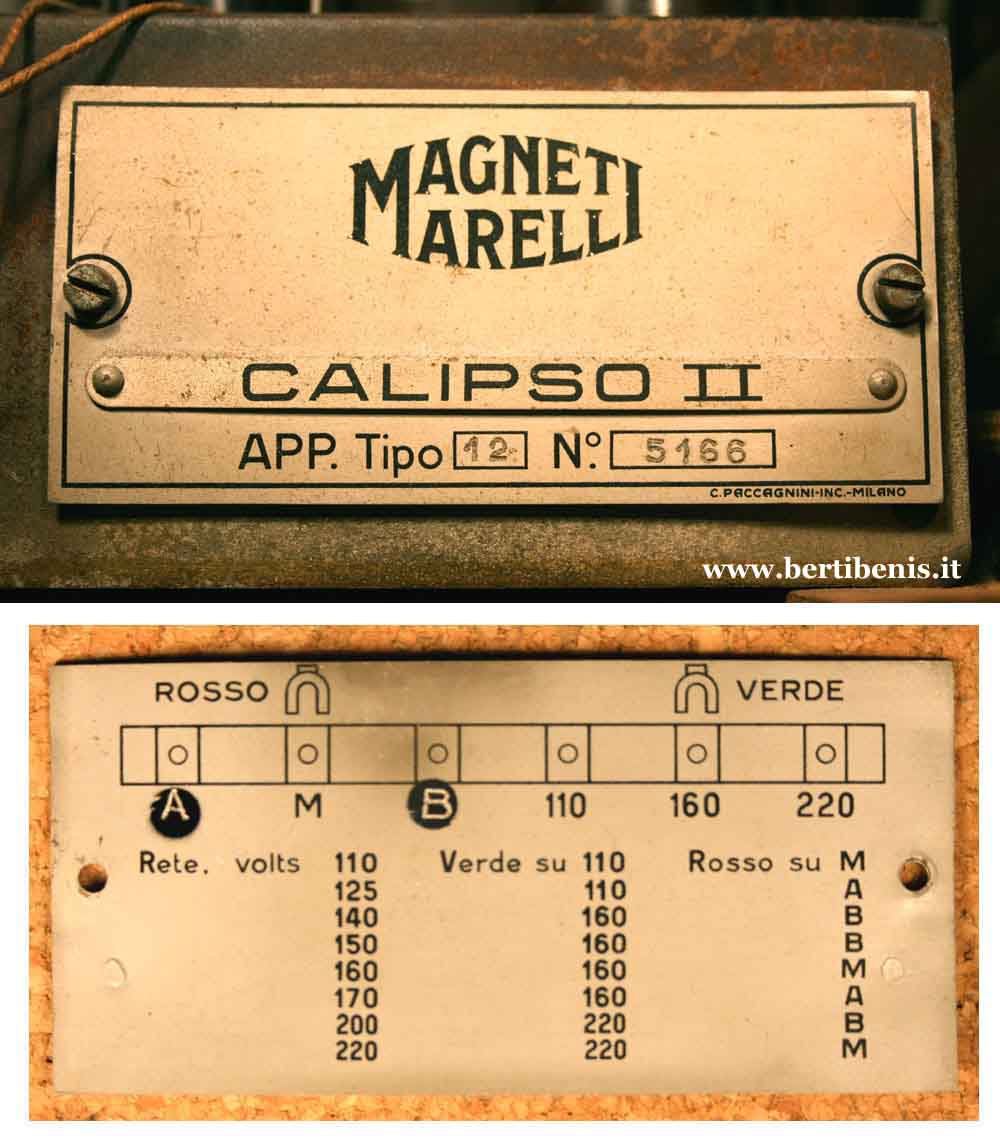 MAGNETI
MARELLI
CALIPSO II
APP. Tipo 12 N.º 5166
C. PACCAGNINI-INC.-MILANO
www.bertibenis.it
ROSSO VERDE
A M B 110 160 220
Rete, volts 110 Verde su 110 Rosso su M
125 110 A
140 160 B
150 160 B
160 160 M
170 160 A
200 220 B
220 220 M